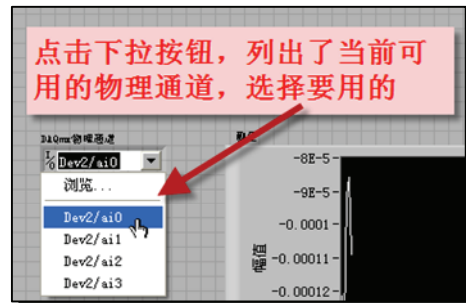 点击下拉按钮，列出了当前可
用的物理通道，选择要用的
DAQmx物理通道
Dev2/ai0
浏览...
Dev2/ai0
Dev2/ai1
Dev2/ai2
Dev2/ai3
幅值
-8E-5
-9E-5
-0.0001
-0.00011
-0.00012